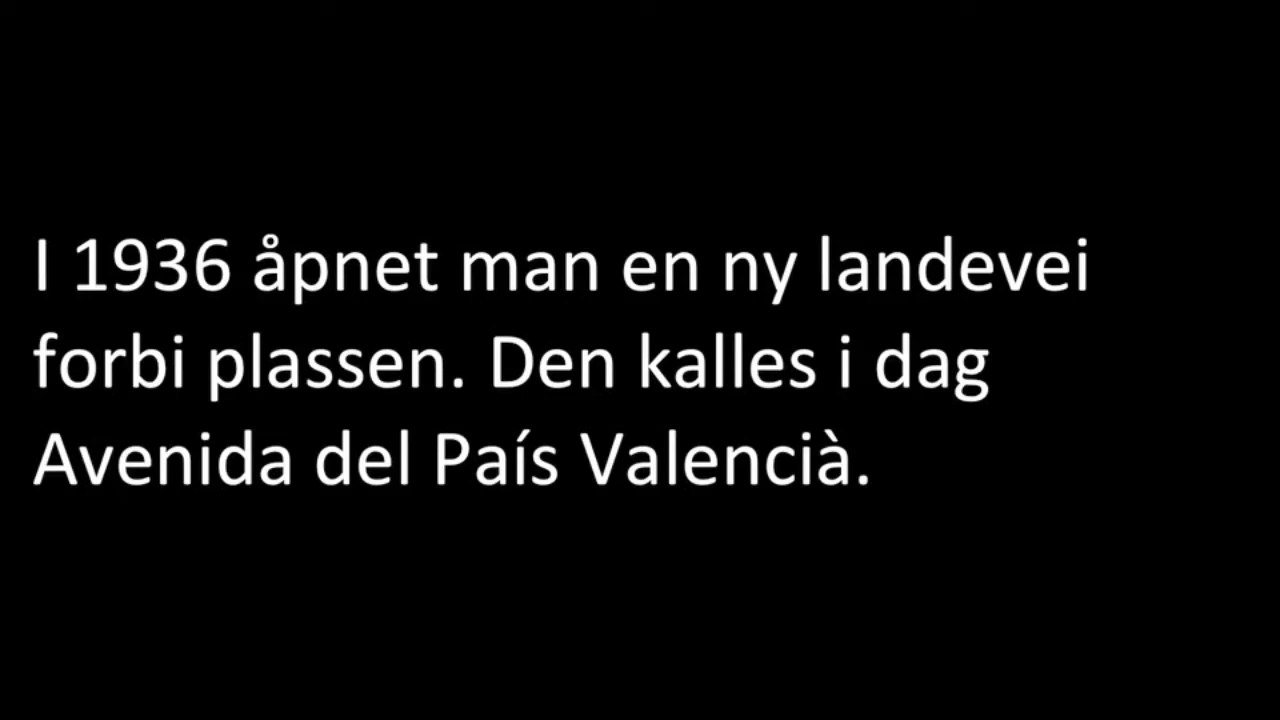 I 1936 åpnet man en ny landevei
forbi plassen. Den kalles i dag
Avenida del País Valencià.